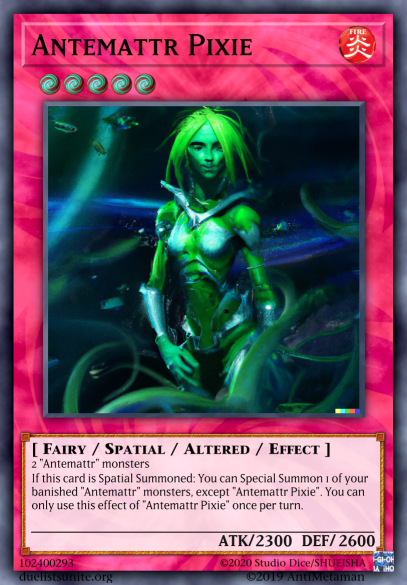 Antemattr Pixie
FIRE
炎
[ Fairy / Spatial / Altered / Effect ]
2 "Antemattr" monsters
If this card is Spatial Summoned: You can Special Summon 1 of your
banished "Antemattr" monsters, except "Antemattr Pixie". You can
only use this effect of "Antemattr Pixie" once per turn.
ATK/2300 DEF/2600
102400293
©2020 Studio Dice/SHUEISHA
duelistsunite.org
©2019 AntiMetaman